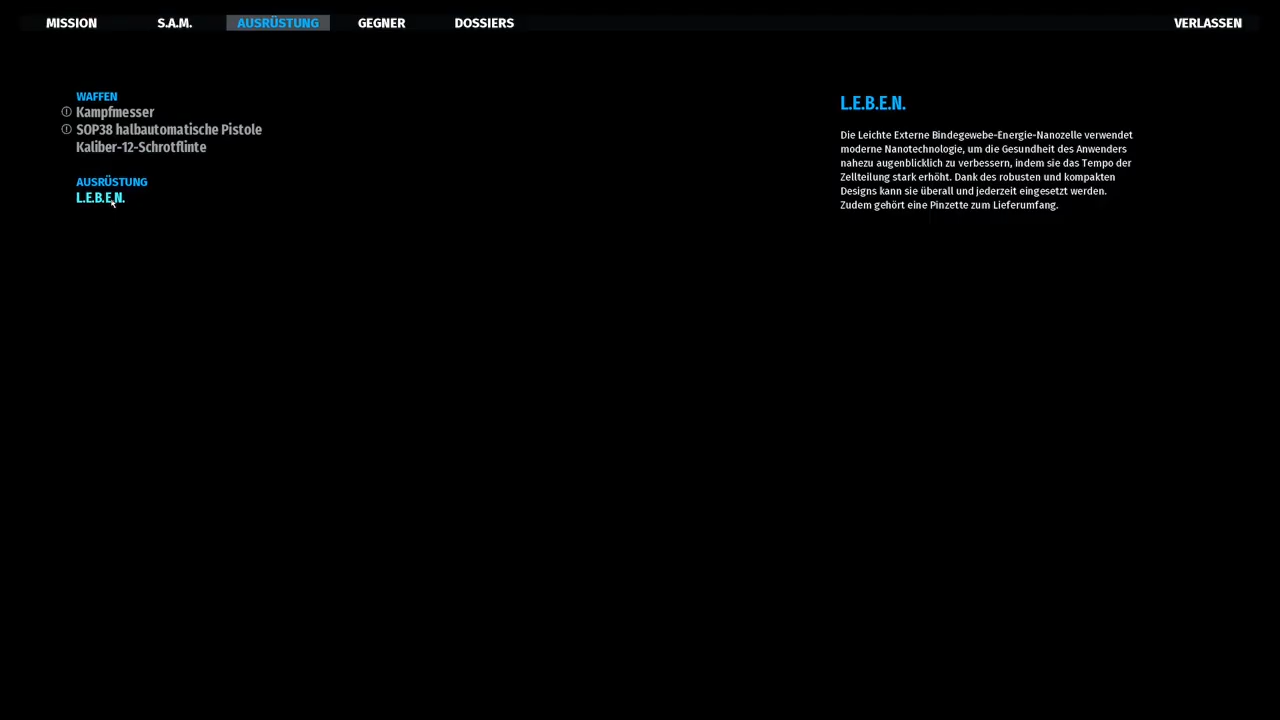 MISSION S.A.M. AUSRÜSTUNG GEGNER DOSSIERS VERLASSEN
WAFFEN
Kampfmesser
SOP38 halbautomatische Pistole
Kaliber-12-Schrotflinte
AUSRÜSTUNG
L.E.B.E.N.
L.E.B.E.N.
Die Leichte Externe Bindegewebe-Energie-Nanozelle verwendet
moderne Nanotechnologie, um die Gesundheit des Anwenders
nahezu augenblicklich zu verbessern, indem sie das Tempo der
Zellteilung stark erhöht. Dank des robusten und kompakten
Designs kann sie überall und jederzeit eingesetzt werden.
Zudem gehört eine Pinzette zum Lieferumfang.